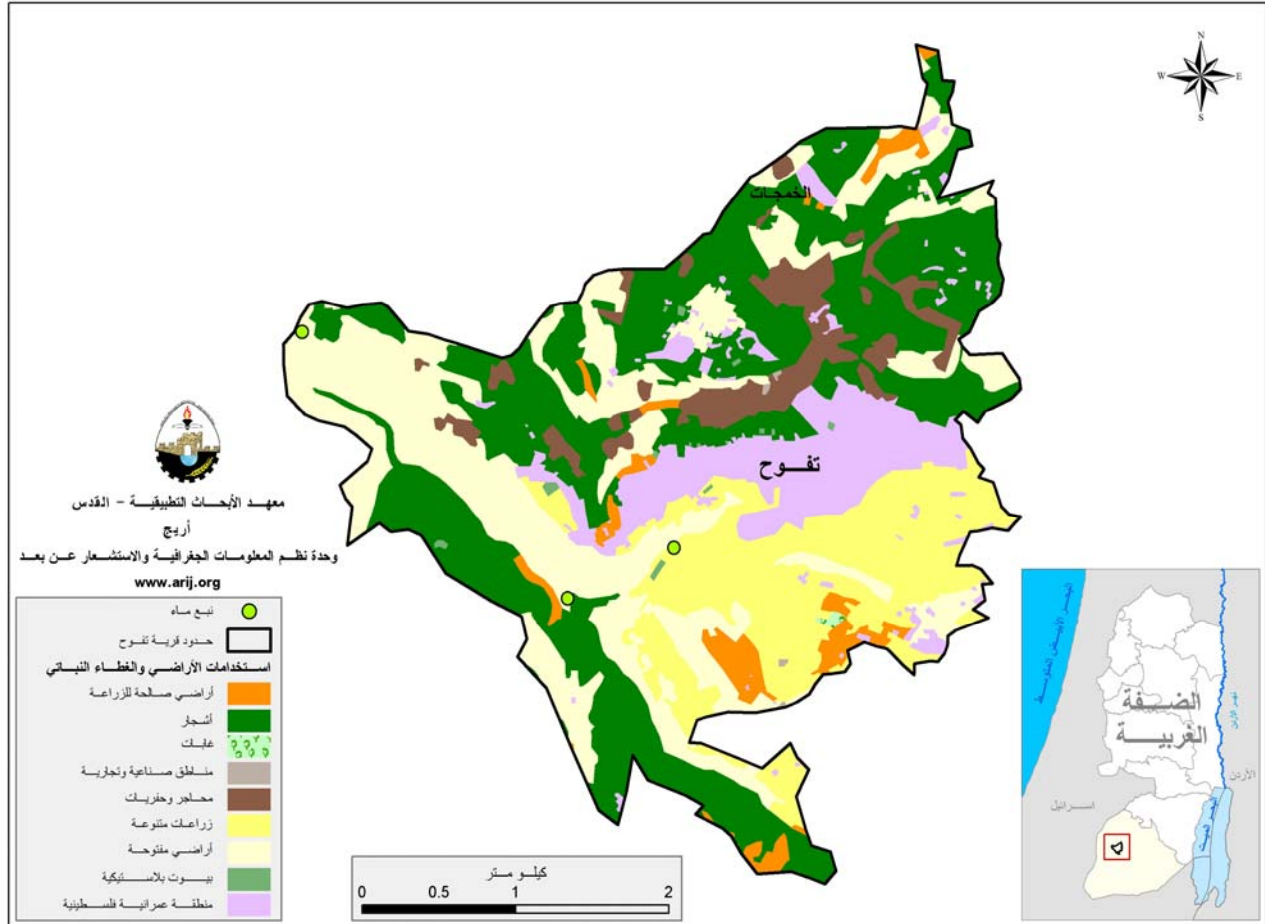 N
W E
S
الخمجات
تفوح
معهد الأبحاث التطبيقية - القدس
أريج
وحدة نظم المعلومات الجغرافية والاستشعار عن بعد
www.arij.org
نبع ماء
حدود قرية تفوح
استخدامات الأراضي والغطاء النباتي
أراضي صالحة للزراعة
أشجار
غابات
مناطق صناعية وتجارية
محاجر وحفريات
زراعات متنوعة
أراضي مفتوحة
بيوت بلاستيكية
منطقة عمرانية فلسطينية
كيلو متر
0 0.5 1 2
البحر الأبيض المتوسط
الضفة
الغربية
نهر الأردن
الأردن
اسرائيل
البحر الميت